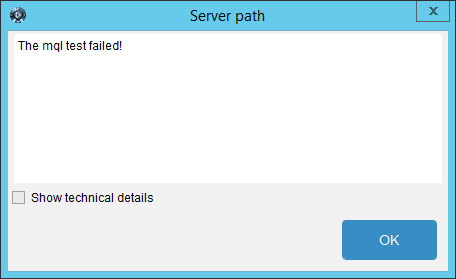 Server path
x
The mql test failed!
Show technical details
OK